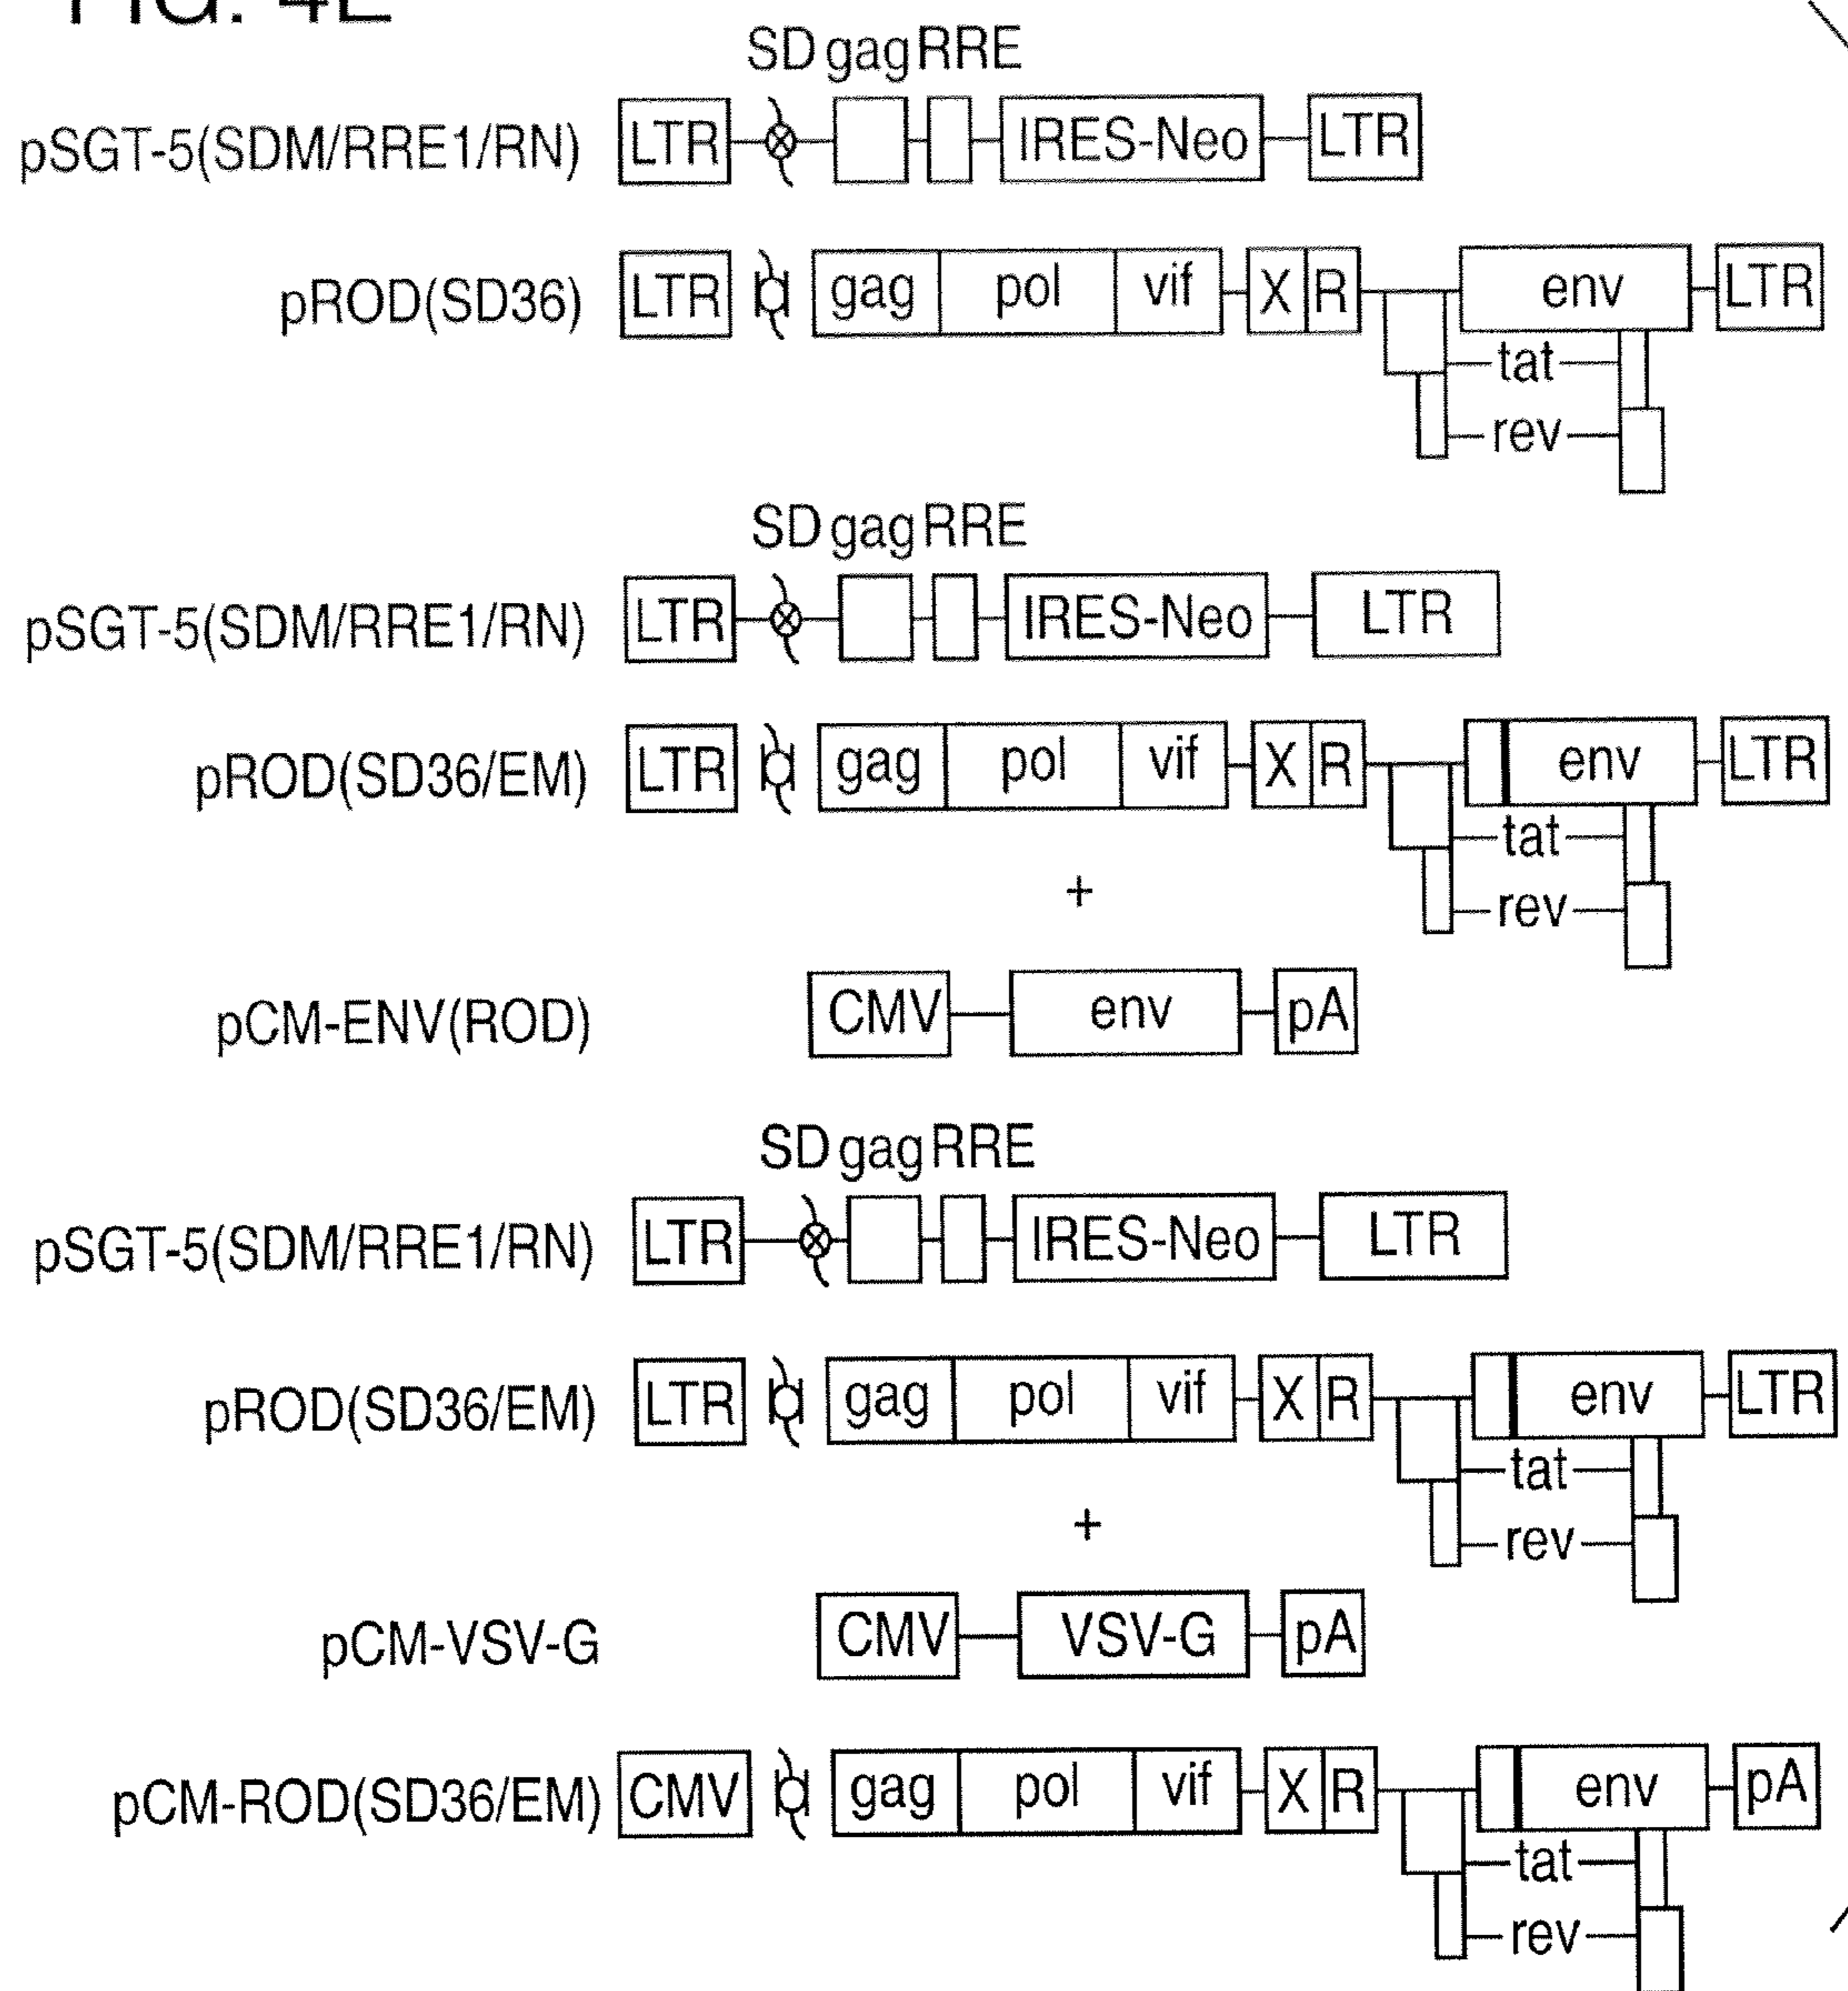 FIG. 4E
SD gag RRE
pSGT-5(SDM/RRE1/RN) LTR IRES-Neo LTR
pROD(SD36) LTR gag pol vif X R env LTR
tat
rev
SD gag RRE
pSGT-5(SDM/RRE1/RN) LTR IRES-Neo LTR
pROD(SD36/EM) LTR gag pol vif X R env LTR
tat
+
rev
pCM-ENV(ROD) CMV env pA
SD gag RRE
pSGT-5(SDM/RRE1/RN) LTR IRES-Neo LTR
pROD(SD36/EM) LTR gag pol vif X R env LTR
tat
+
rev
pCM-VSV-G CMV VSV-G pA
pCM-ROD(SD36/EM) CMV gag pol vif X R env pA
tat
rev